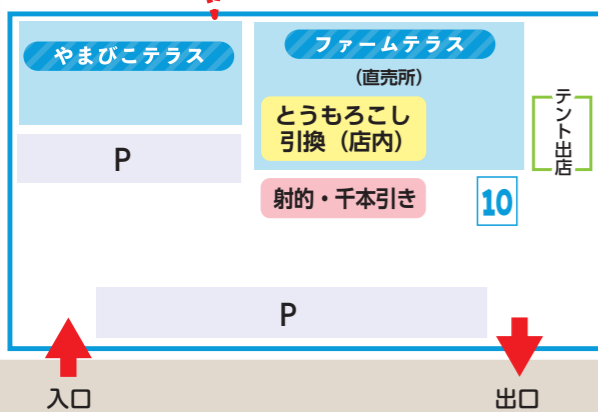 やまびこテラス
ファームテラス
(直売所)
とうもろこし
引換（店内）
テント出店
P
射的・千本引き
10
P
入口
出口